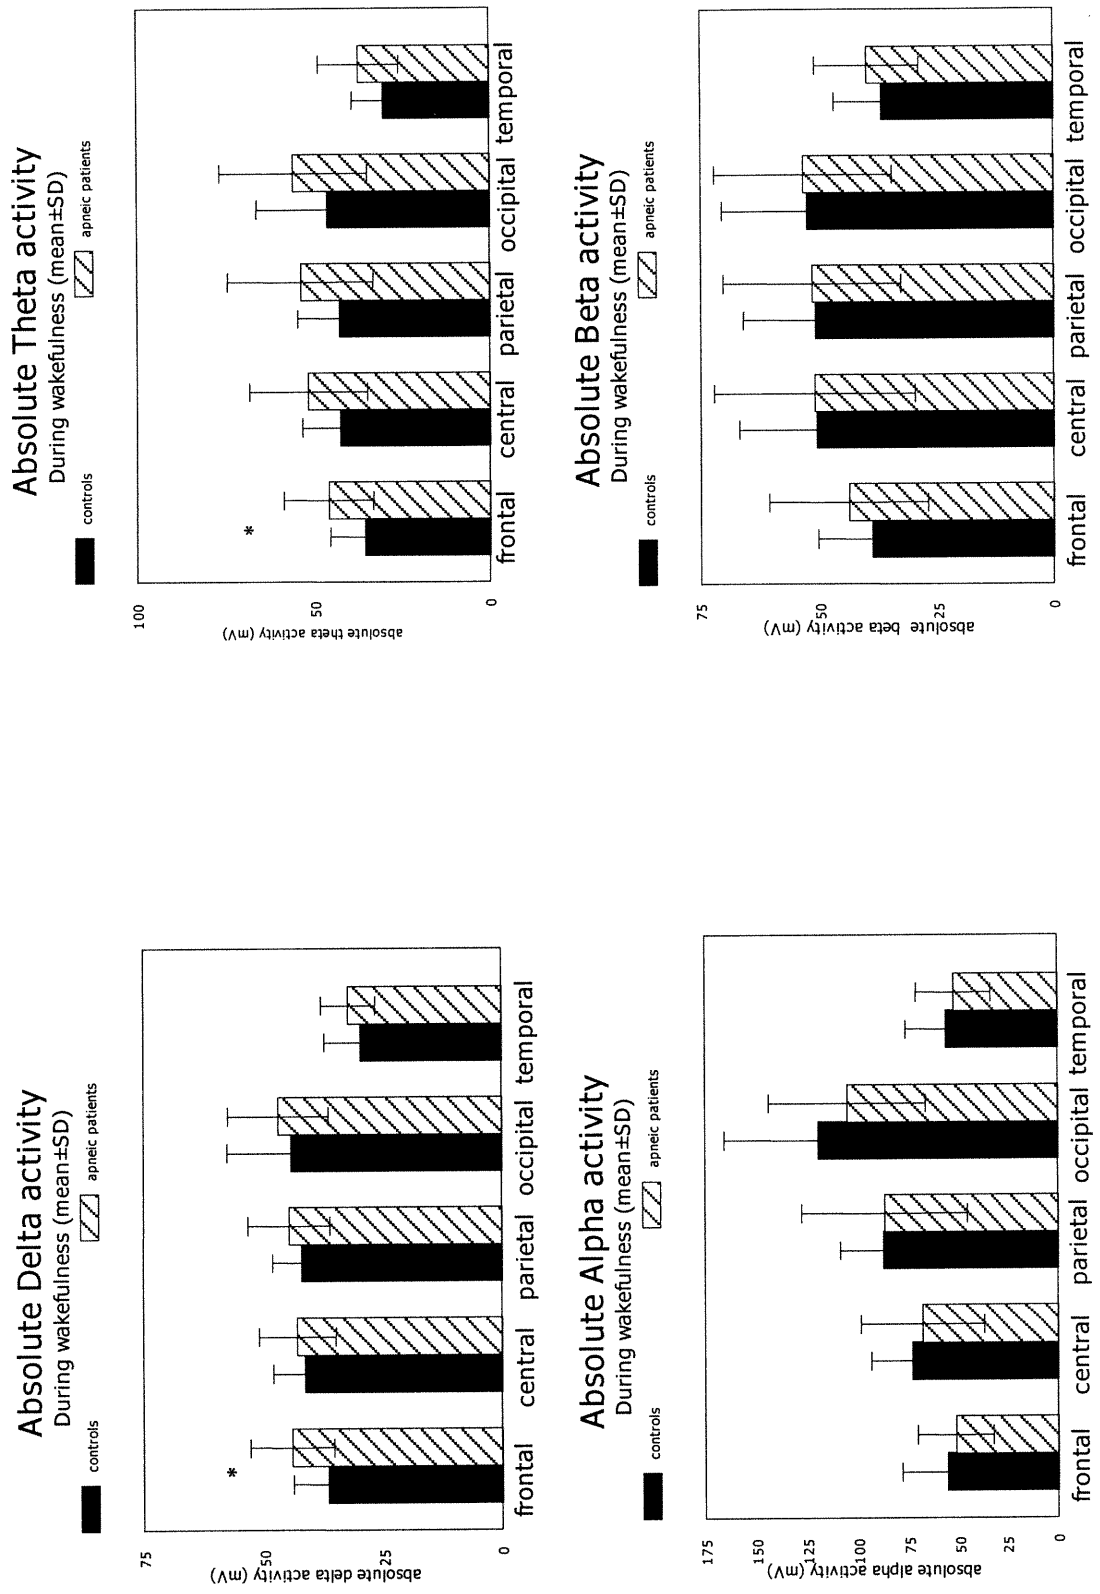 Absolute Delta activity
During wakefulness (mean±SD)
controls
apneic patients
75
50
25
0
absolute delta activity (mV)
*
frontal central parietal occipital temporal
Absolute Theta activity
During wakefulness (mean±SD)
controls
apneic patients
100
50
0
absolute theta activity (mV)
*
frontal central parietal occipital temporal
Absolute Alpha activity
During wakefulness (mean±SD)
controls
apneic patients
175
150
125
100
75
50
25
0
absolute alpha activity (mV)
frontal central parietal occipital temporal
Absolute Beta activity
During wakefulness (mean±SD)
controls
apneic patients
75
50
25
0
absolute beta activity (mV)
frontal central parietal occipital temporal